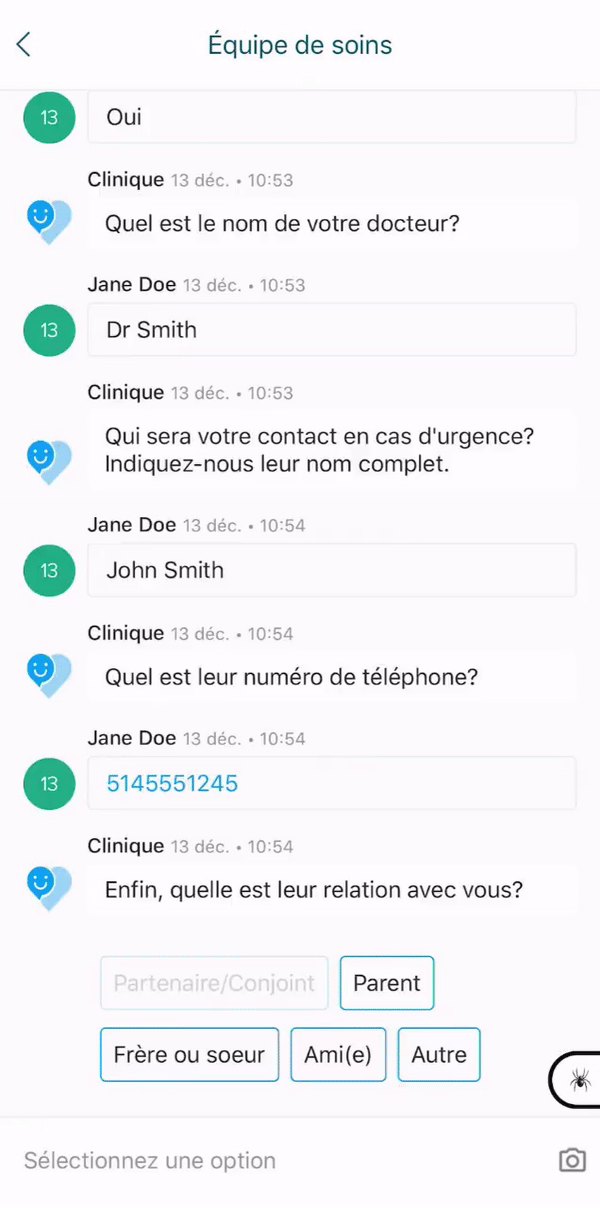 Équipe de soins
13
Oui
Clinique 13 déc. • 10:53
Quel est le nom de votre docteur?
Jane Doe 13 déc. • 10:53
13
Dr Smith
Clinique 13 déc. • 10:53
Qui sera votre contact en cas d'urgence?
Indiquez-nous leur nom complet.
Jane Doe 13 déc. • 10:54
13
John Smith
Clinique 13 déc. • 10:54
Quel est leur numéro de téléphone?
Jane Doe 13 déc. • 10:54
13
5145551245
Clinique 13 déc. • 10:54
Enfin, quelle est leur relation avec vous?
Partenaire/Conjoint Parent
Frère ou soeur Ami(e) Autre
Sélectionnez une option